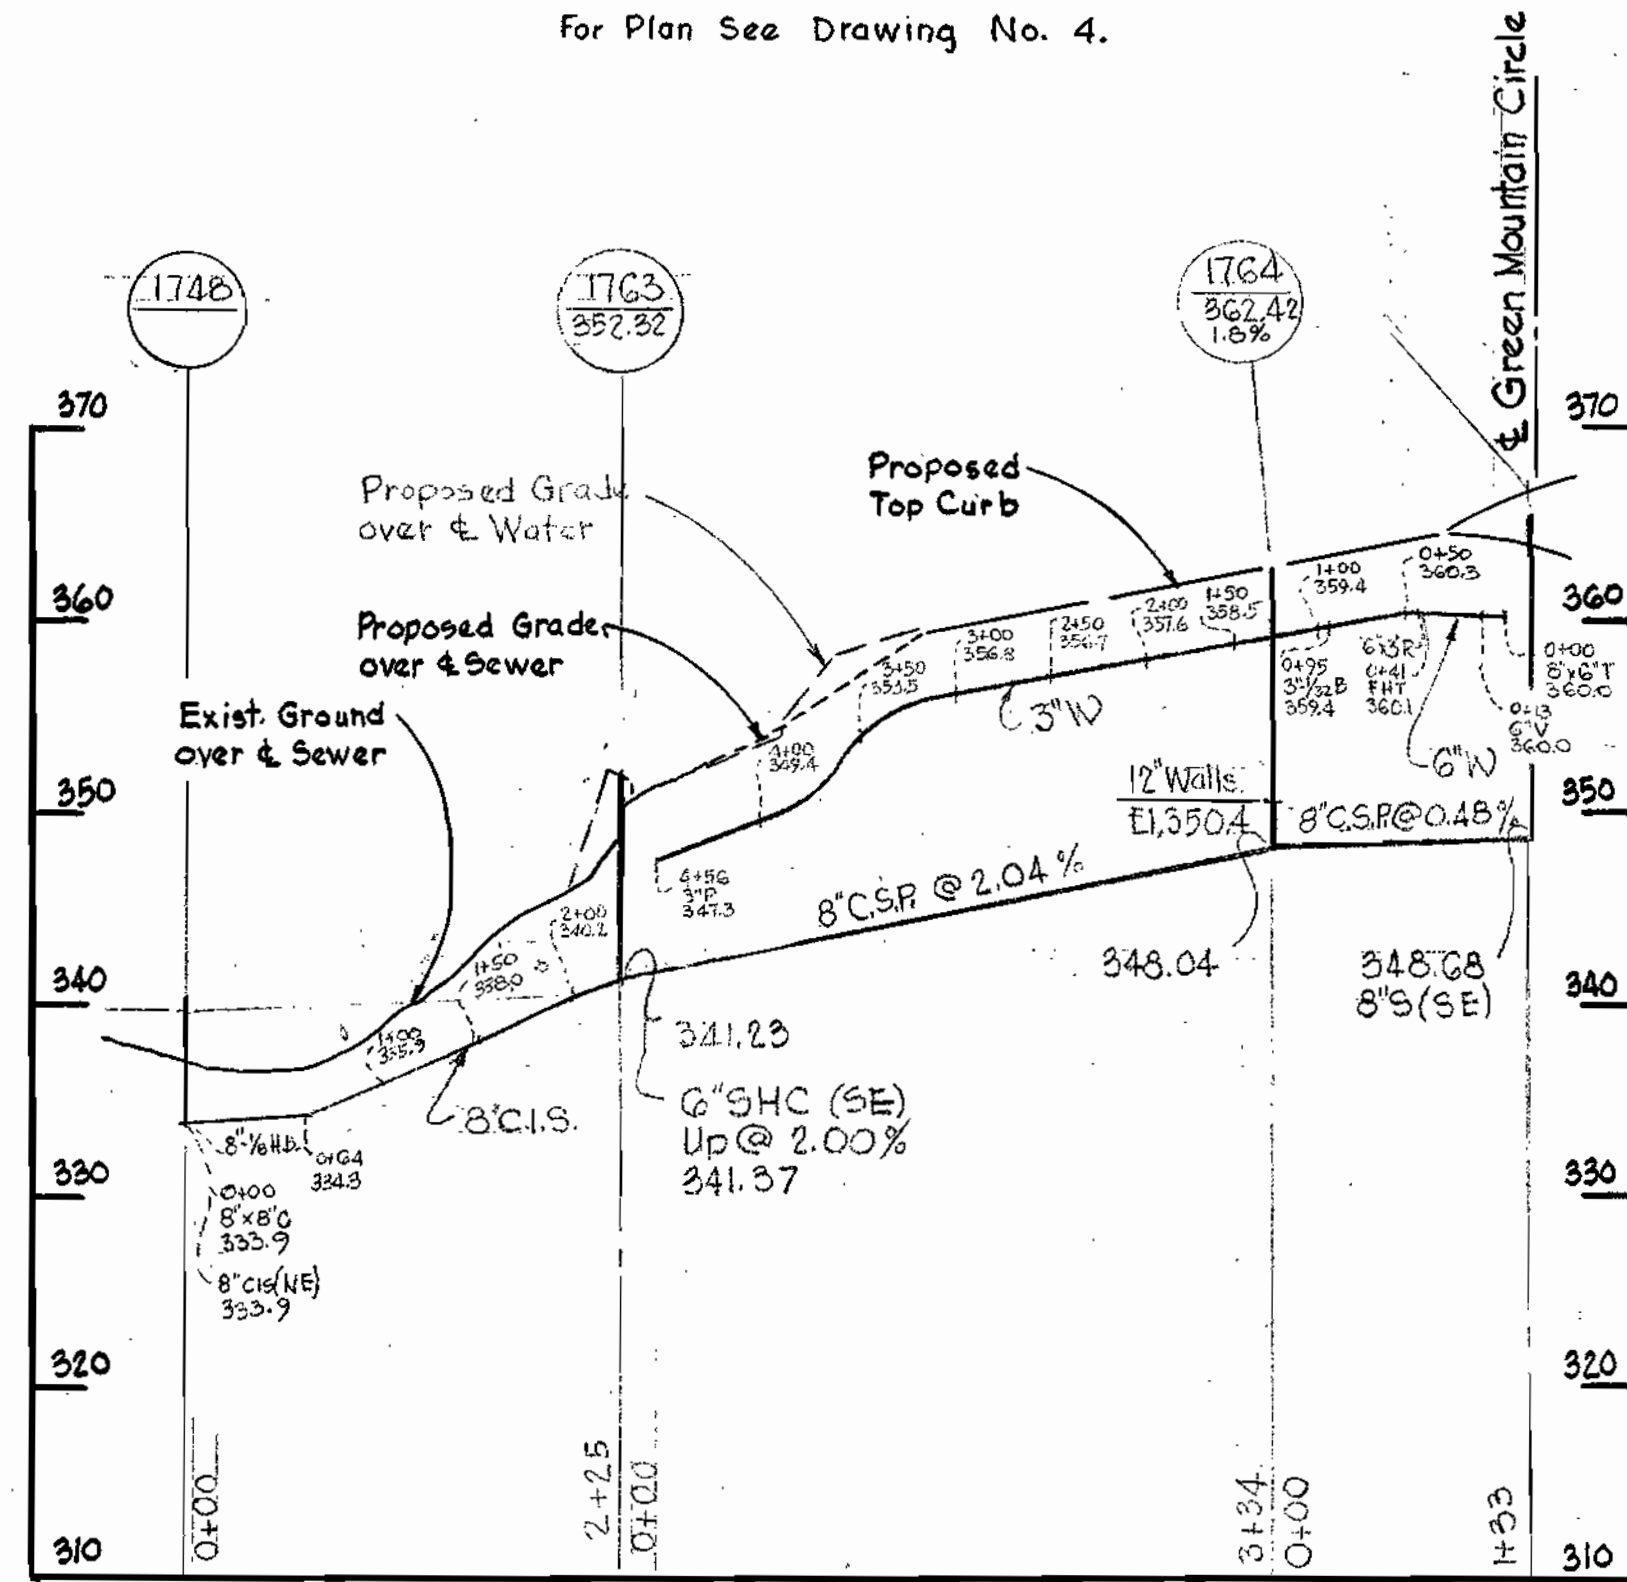 For Plan See Drawing No. 4.
℄ Green Mountain Circle
1748
1763
352.32
1764
362.42
1.8%
370
370
Proposed Grade
over ℄ Water
Proposed
Top Curb
Proposed Grade
over ℄ Sewer
Exist. Ground
over ℄ Sewer
360
360
350
350
340
340
330
330
320
320
310
310
0+50
360.3
1+00
359.4
1+50
358.5
2+00
357.6
2+50
356.7
3+00
356.8
3+50
353.5
4+00
349.4
4+56
3"P
347.3
3"W
0+95
3"-1/32B
359.4
6"x3"R
0+41
FHT
360.1
6"W
0+00
8"x6"T
360.0
0+13
6"V
360.0
12" Walls
El, 350.4
8"C.S.P. @ 0.48%
8"C.S.P. @ 2.04%
348.04
348.68
8"S (SE)
2+00
340.2
1+50
338.0
1+00
335.9
8"C.I.S.
341.23
6"SHC (SE)
Up @ 2.00%
341.37
8"-1/8 H.B.
0+64
334.3
0+00
8"x8"C
333.9
8"CIS(NE)
333.9
0+00
2+25
0+00
3+34
0+00
1+33